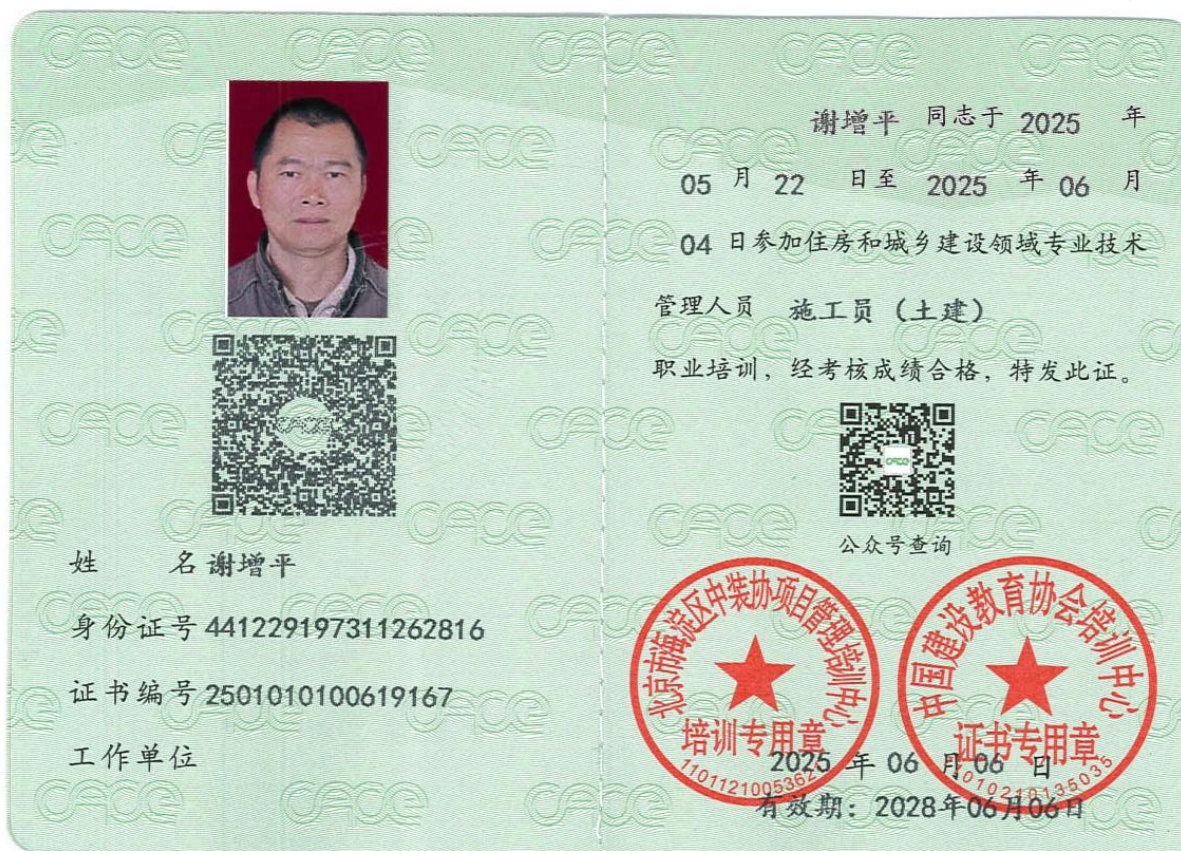 姓 名 谢增平
身份证号 441229197311262816
证书编号 2501010100619167
工作单位
谢增平 同志于 2025 年
05 月 22 日至 2025 年 06 月
04 日参加住房和城乡建设领域专业技术
管理人员 施工员（土建）
职业培训，经考核成绩合格，特发此证。
公众号查询
北京市海淀区中装协项目管理培训中心
培训专用章
中国建设教育协会培训中心
证书专用章
2025 年 06 月 06 日
有效期：2028年06月06日
CACE